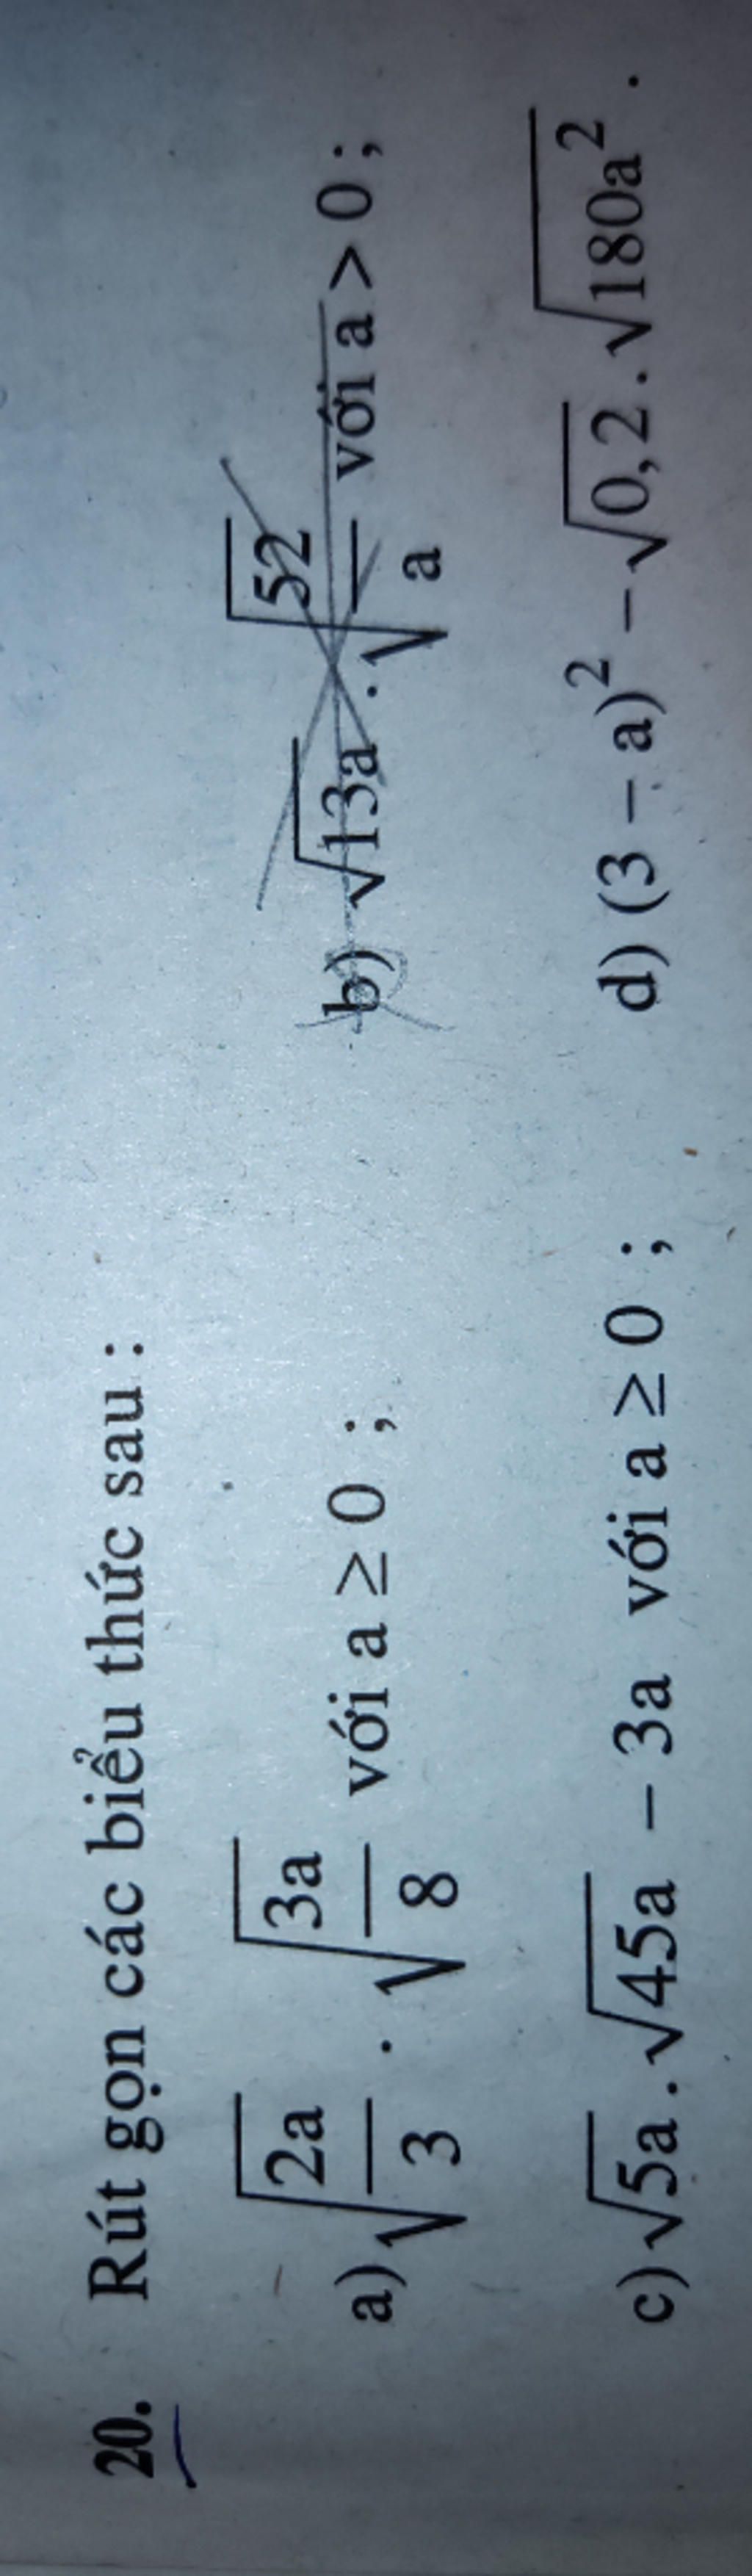 20. Rút gọn các biểu thức sau :
a) √(2a/3) . √(3a/8) với a ≥ 0 ; b) √13a . √(52/a) với a > 0 ;
c) √5a . √45a − 3a với a ≥ 0 ; d) (3 − a)² − √0,2 . √180a² .